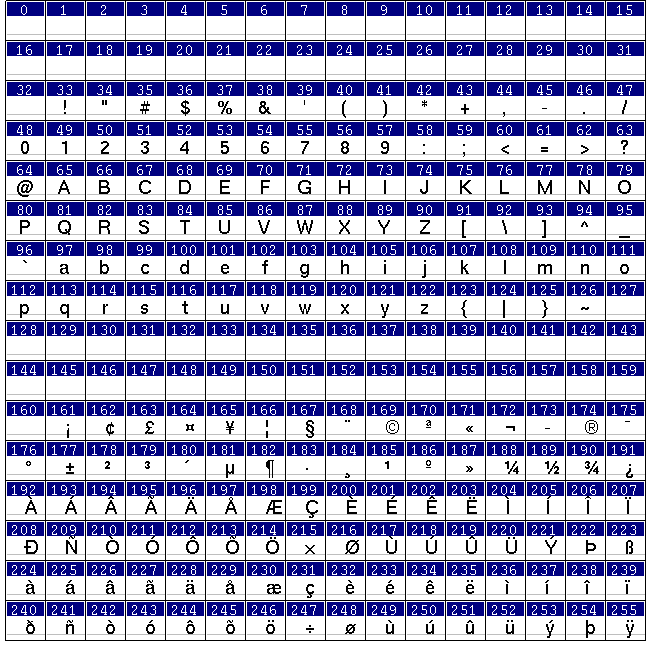 0 1 2 3 4 5 6 7 8 9 10 11 12 13 14 15
16 17 18 19 20 21 22 23 24 25 26 27 28 29 30 31
32 33 34 35 36 37 38 39 40 41 42 43 44 45 46 47
! " # $ % & ' ( ) * + , - . /
48 49 50 51 52 53 54 55 56 57 58 59 60 61 62 63
0 1 2 3 4 5 6 7 8 9 : ; < = > ?
64 65 66 67 68 69 70 71 72 73 74 75 76 77 78 79
@ A B C D E F G H I J K L M N O
80 81 82 83 84 85 86 87 88 89 90 91 92 93 94 95
P Q R S T U V W X Y Z [ \ ] ^ _
96 97 98 99 100 101 102 103 104 105 106 107 108 109 110 111
` a b c d e f g h i j k l m n o
112 113 114 115 116 117 118 119 120 121 122 123 124 125 126 127
p q r s t u v w x y z { | } ~
128 129 130 131 132 133 134 135 136 137 138 139 140 141 142 143
144 145 146 147 148 149 150 151 152 153 154 155 156 157 158 159
160 161 162 163 164 165 166 167 168 169 170 171 172 173 174 175
¡ ¢ £ ¤ ¥ ¦ § ¨ © ª « ¬ - ® ¯
176 177 178 179 180 181 182 183 184 185 186 187 188 189 190 191
° ± ² ³ ´ µ ¶ · ¸ ¹ º » ¼ ½ ¾ ¿
192 193 194 195 196 197 198 199 200 201 202 203 204 205 206 207
À Á Â Ã Ä Å Æ Ç È É Ê Ë Ì Í Î Ï
208 209 210 211 212 213 214 215 216 217 218 219 220 221 222 223
Ð Ñ Ò Ó Ô Õ Ö × Ø Ù Ú Û Ü Ý Þ ß
224 225 226 227 228 229 230 231 232 233 234 235 236 237 238 239
à á â ã ä å æ ç è é ê ë ì í î ï
240 241 242 243 244 245 246 247 248 249 250 251 252 253 254 255
ð ñ ò ó ô õ ö ÷ ø ù ú û ü ý þ ÿ